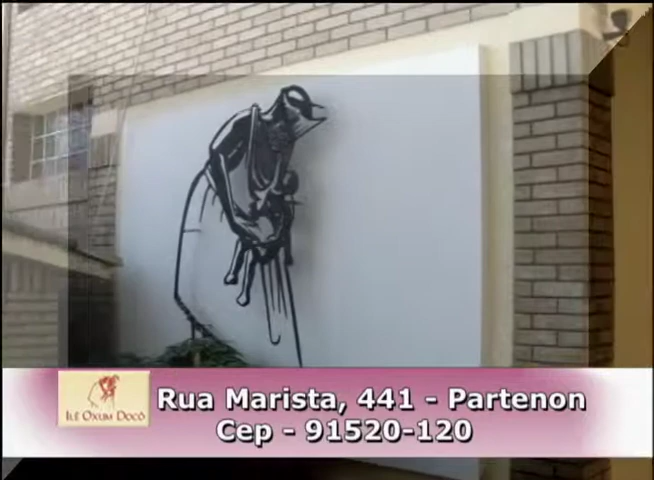 Rua Marista, 441 - Partenon
ILÊ OXUM DOCÔ
Cep - 91520-120